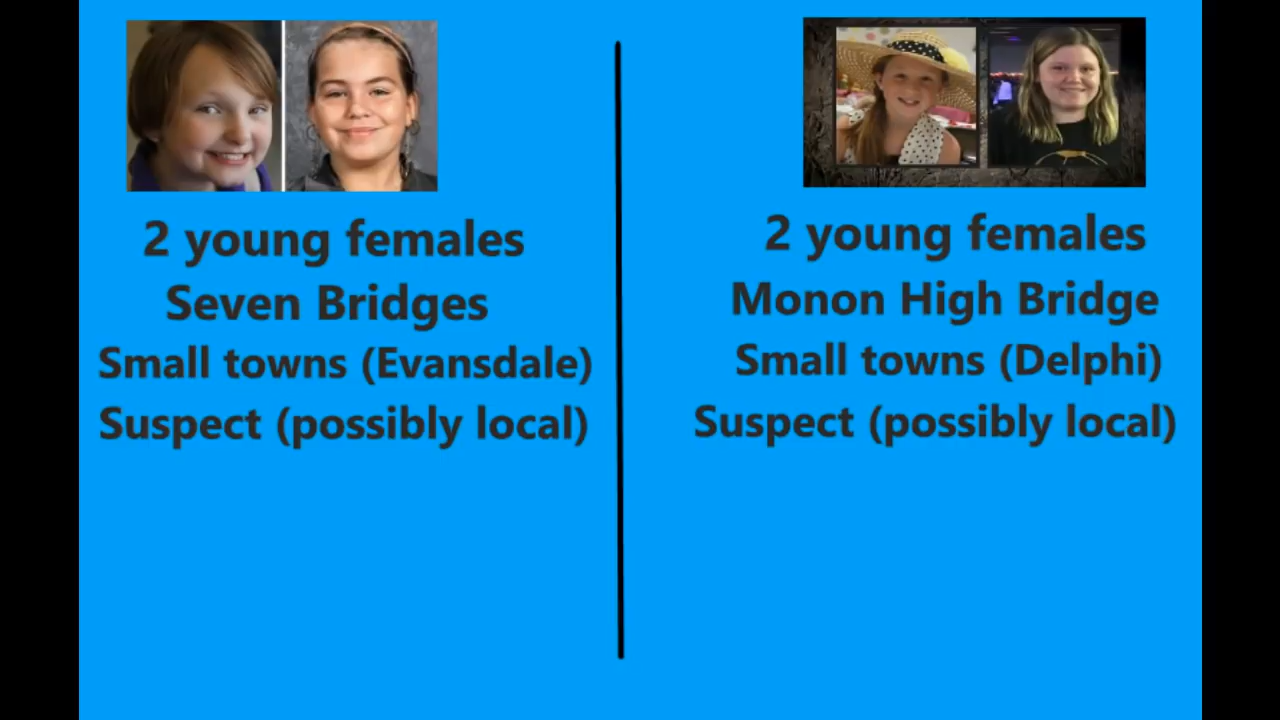 2 young females
Seven Bridges
Small towns (Evansdale)
Suspect (possibly local)
2 young females
Monon High Bridge
Small towns (Delphi)
Suspect (possibly local)